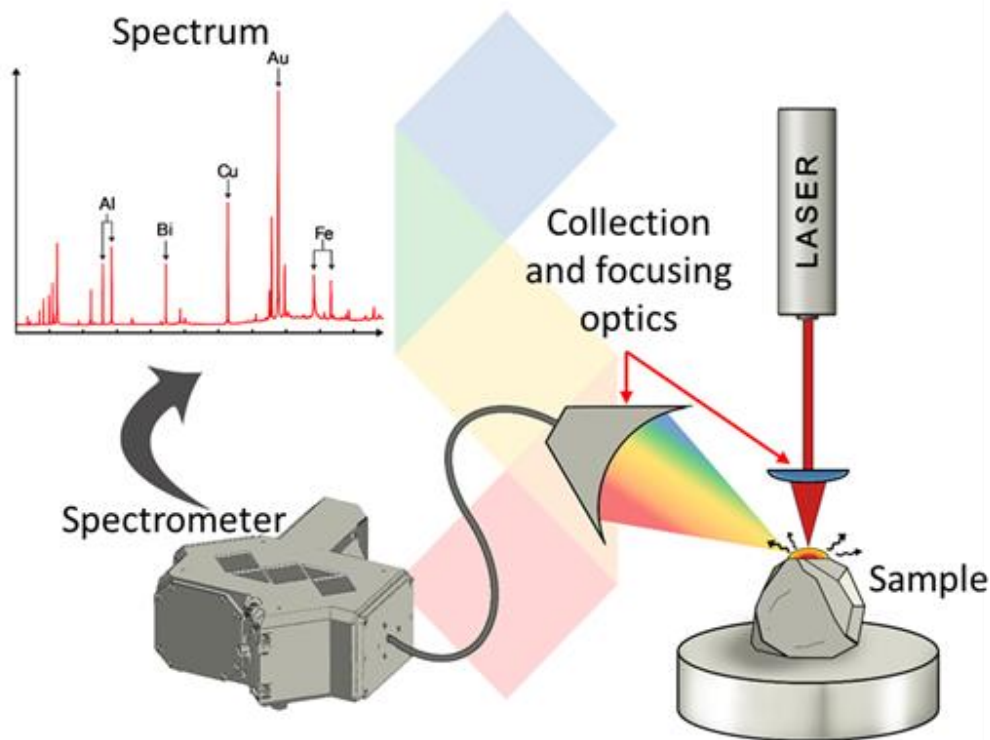 Spectrum
Au
Cu
Al
Bi
Fe
LASER
Collection
and focusing
optics
Spectrometer
Sample